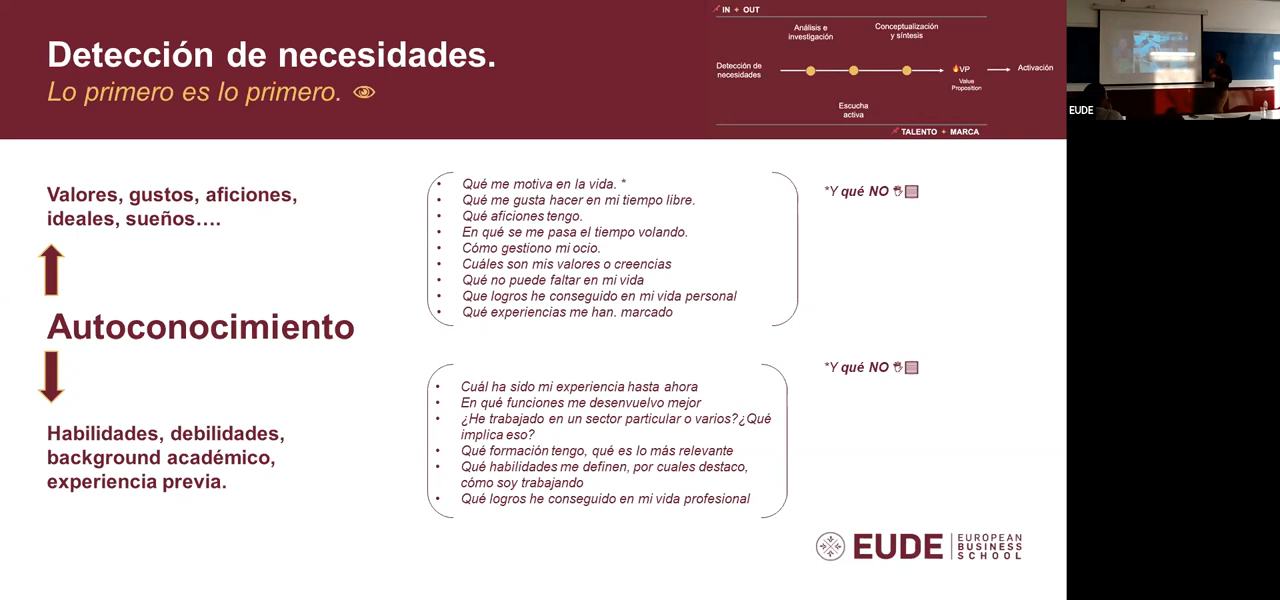 Detección de necesidades.
Lo primero es lo primero.
IN + OUT
Análisis e
investigación
Conceptualización
y síntesis
Detección de
necesidades
VP
Value
Proposition
Activación
Escucha
activa
TALENTO + MARCA
EUDE
Valores, gustos, aficiones,
ideales, sueños….
Autoconocimiento
Habilidades, debilidades,
background académico,
experiencia previa.
• Qué me motiva en la vida. *
• Qué me gusta hacer en mi tiempo libre.
• Qué aficiones tengo.
• En qué se me pasa el tiempo volando.
• Cómo gestiono mi ocio.
• Cuáles son mis valores o creencias
• Qué no puede faltar en mi vida
• Que logros he conseguido en mi vida personal
• Qué experiencias me han. marcado
*Y qué NO
• Cuál ha sido mi experiencia hasta ahora
• En qué funciones me desenvuelvo mejor
• ¿He trabajado en un sector particular o varios?¿Qué
implica eso?
• Qué formación tengo, qué es lo más relevante
• Qué habilidades me definen, por cuales destaco,
cómo soy trabajando
• Qué logros he conseguido en mi vida profesional
*Y qué NO
EUDE
EUROPEAN
BUSINESS
SCHOOL